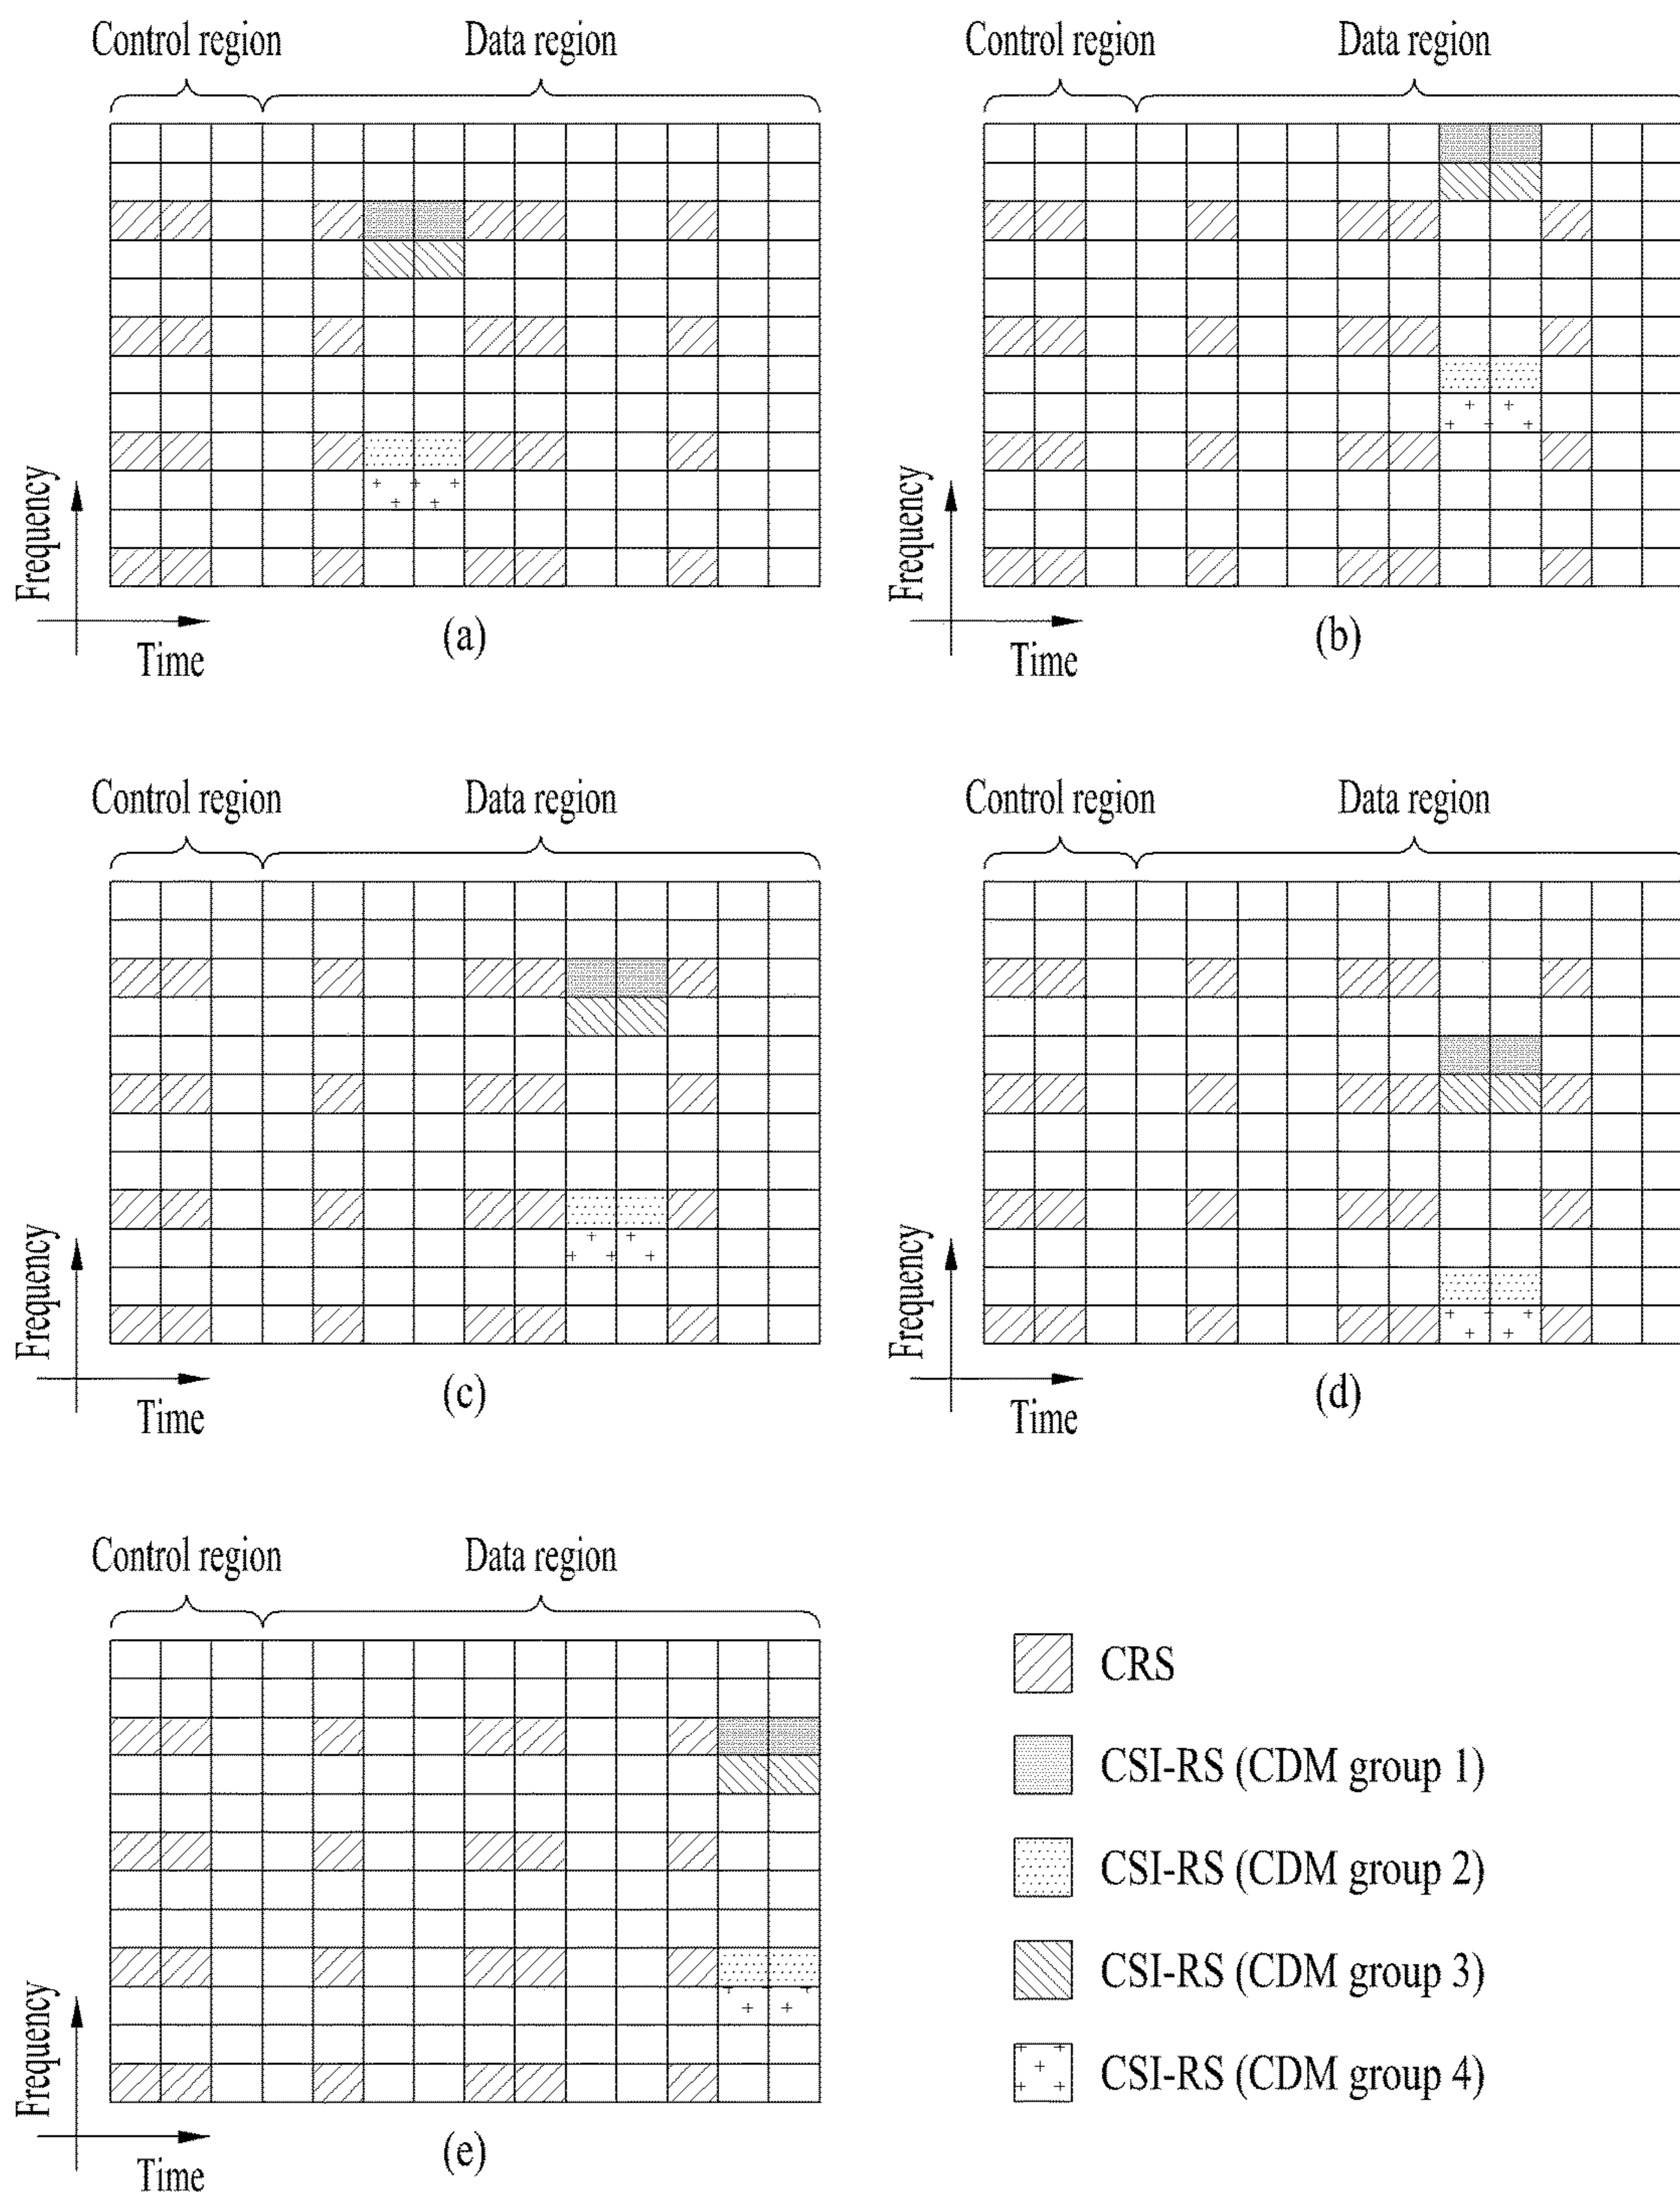 Control region
Data region
Control region
Data region
Frequency
Time
(a)
Frequency
Time
(b)
Control region
Data region
Control region
Data region
Frequency
Time
(c)
Frequency
Time
(d)
Control region
Data region
Frequency
Time
(e)
CRS
CSI-RS (CDM group 1)
CSI-RS (CDM group 2)
CSI-RS (CDM group 3)
CSI-RS (CDM group 4)